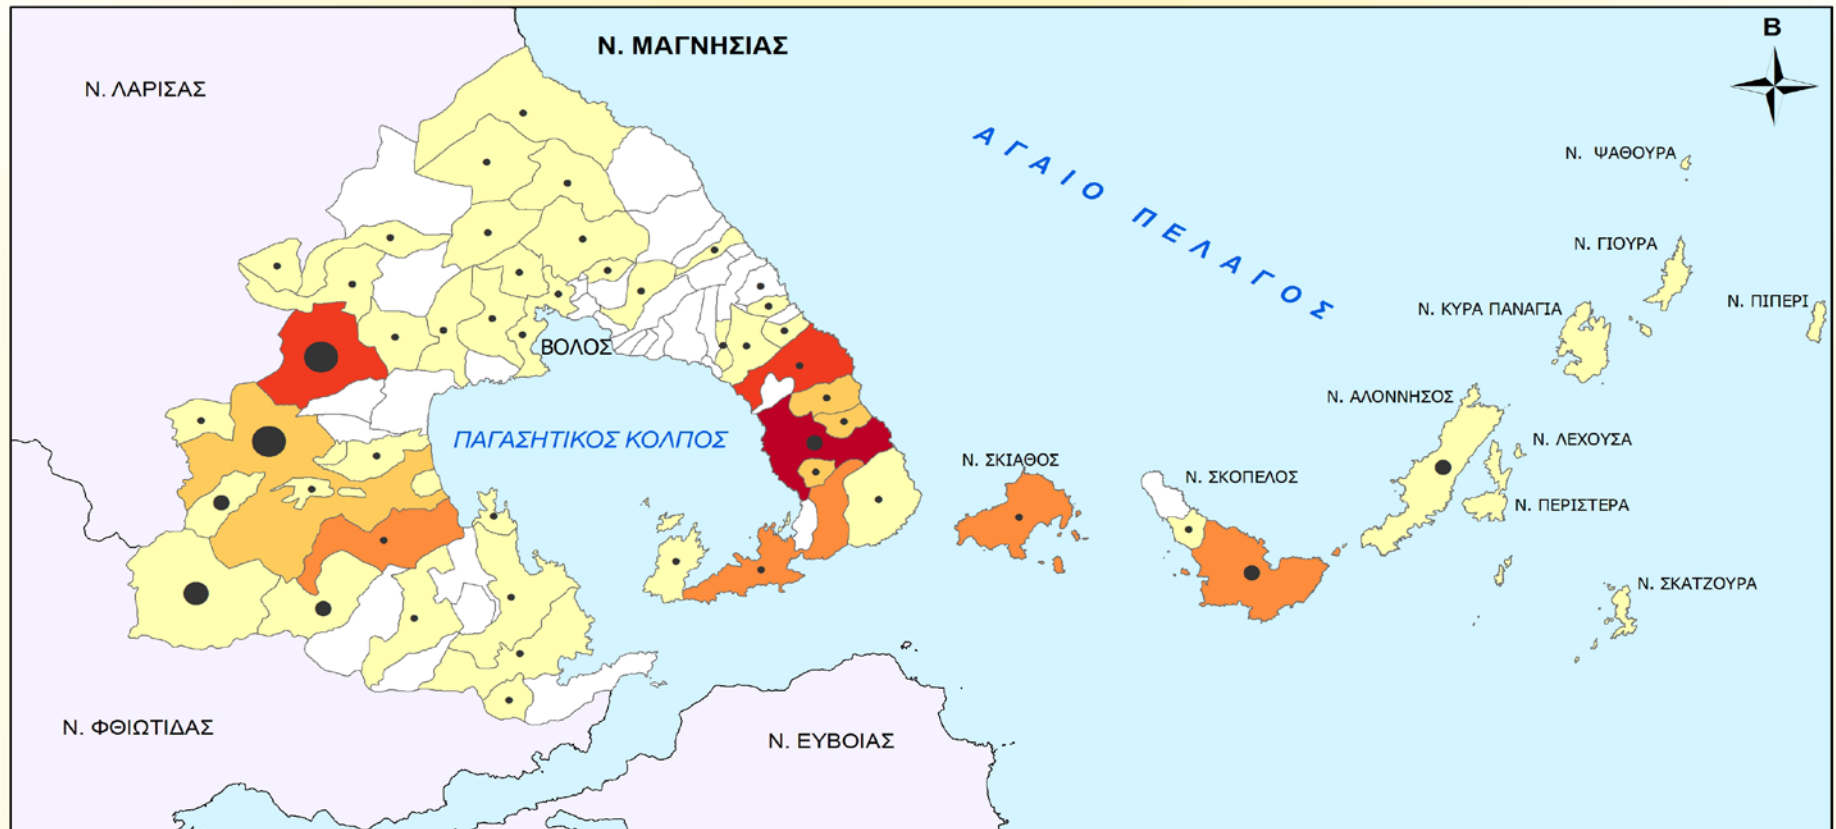 Β
Ν. ΜΑΓΝΗΣΙΑΣ
Ν. ΛΑΡΙΣΑΣ
ΑΓΑΙΟ ΠΕΛΑΓΟΣ
Ν. ΨΑΘΟΥΡΑ
Ν. ΓΙΟΥΡΑ
Ν. ΠΙΠΕΡΙ
Ν. ΚΥΡΑ ΠΑΝΑΓΙΑ
ΒΟΛΟΣ
Ν. ΑΛΟΝΝΗΣΟΣ
ΠΑΓΑΣΗΤΙΚΟΣ ΚΟΛΠΟΣ
Ν. ΛΕΧΟΥΣΑ
Ν. ΣΚΙΑΘΟΣ
Ν. ΣΚΟΠΕΛΟΣ
Ν. ΠΕΡΙΣΤΕΡΑ
Ν. ΣΚΑΤΖΟΥΡΑ
Ν. ΦΘΙΩΤΙΔΑΣ
Ν. ΕΥΒΟΙΑΣ